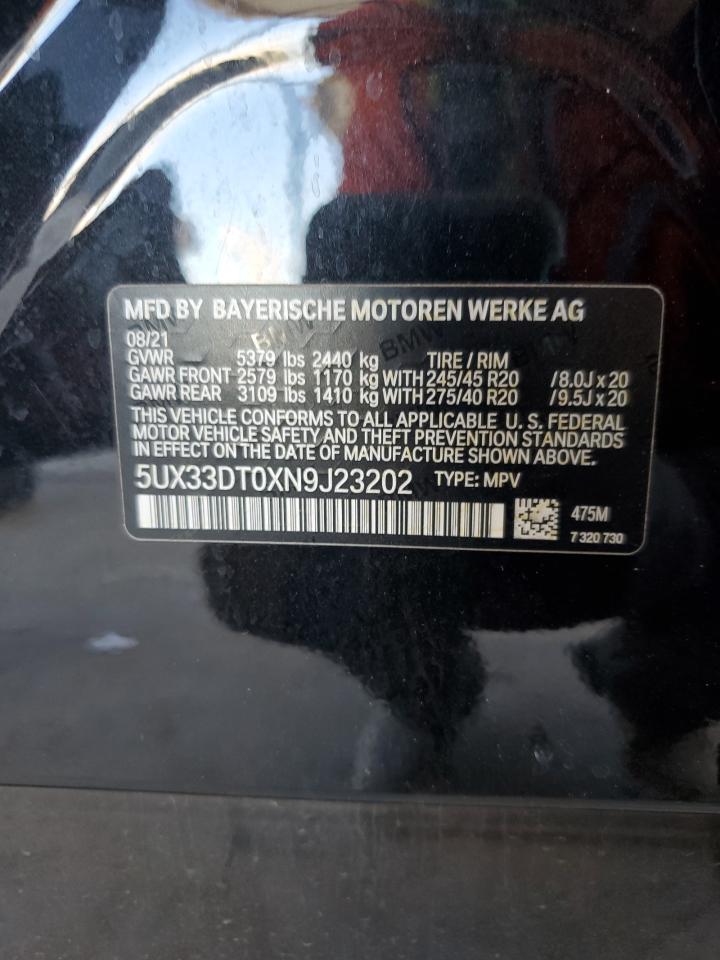 MFD BY BAYERISCHE MOTOREN WERKE AG
08/21
GVWR 5379 lbs 2440 kg TIRE / RIM
GAWR FRONT 2579 lbs 1170 kg WITH 245/45 R20 /8.0J x 20
GAWR REAR 3109 lbs 1410 kg WITH 275/40 R20 /9.5J x 20
THIS VEHICLE CONFORMS TO ALL APPLICABLE U. S. FEDERAL
MOTOR VEHICLE SAFETY AND THEFT PREVENTION STANDARDS
IN EFFECT ON THE DATE OF MANUFACTURE SHOWN ABOVE.
5UX33DT0XN9J23202 TYPE: MPV
475M
7 320 730